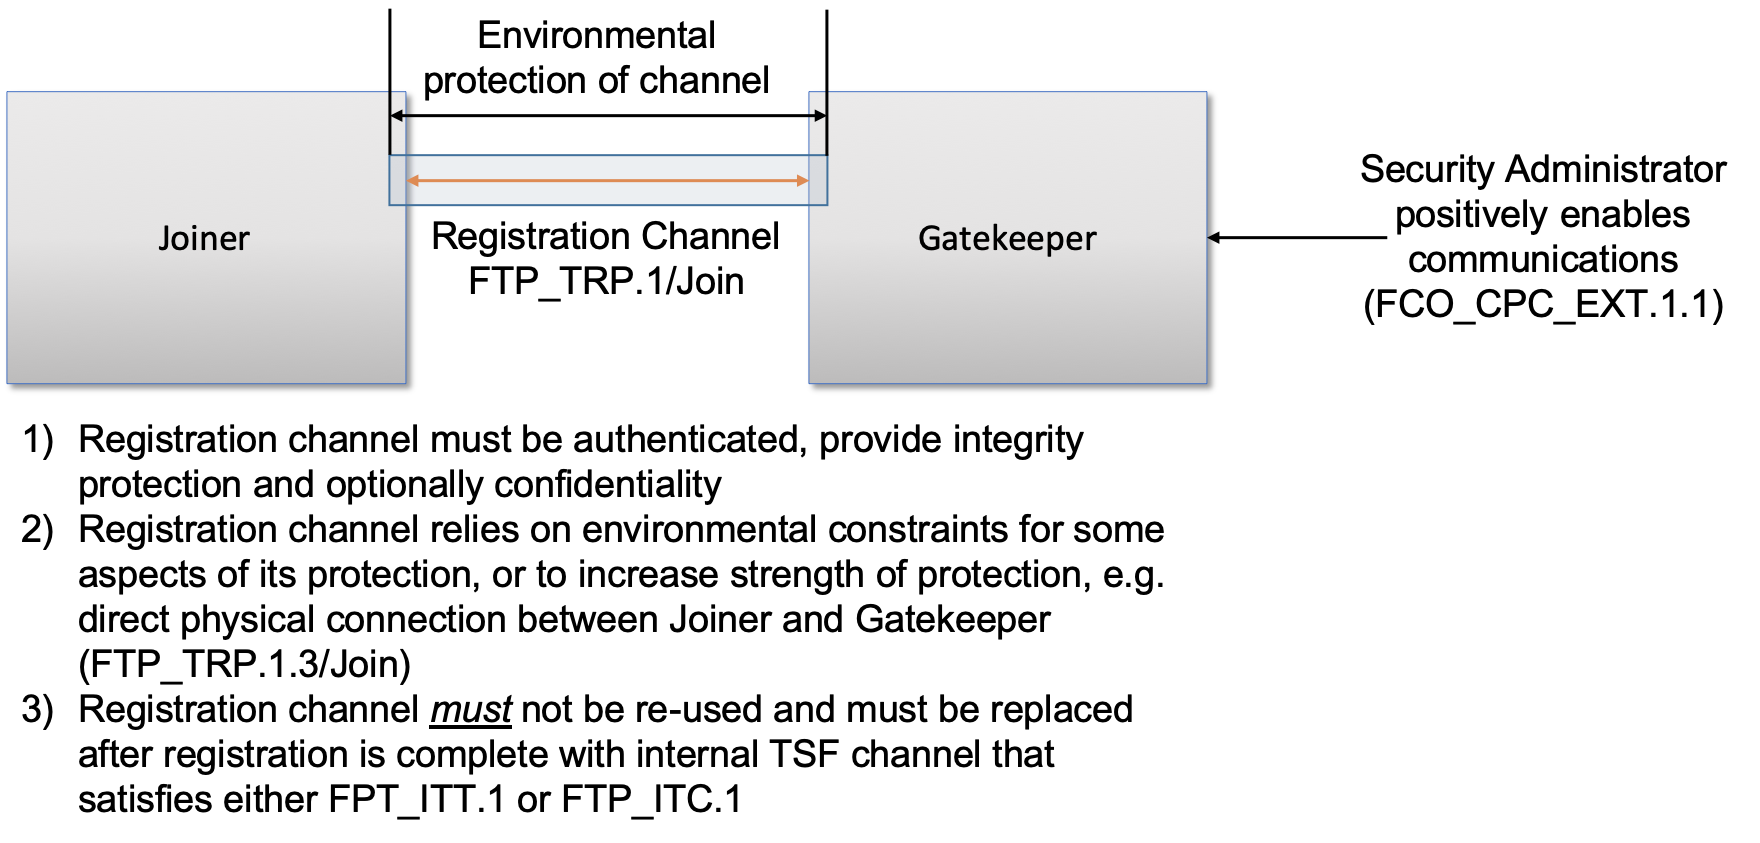 Environmental
protection of channel
Joiner
Registration Channel
FTP_TRP.1/Join
Gatekeeper
Security Administrator
positively enables
communications
(FCO_CPC_EXT.1.1)
1) Registration channel must be authenticated, provide integrity
protection and optionally confidentiality
2) Registration channel relies on environmental constraints for some
aspects of its protection, or to increase strength of protection, e.g.
direct physical connection between Joiner and Gatekeeper
(FTP_TRP.1.3/Join)
3) Registration channel must not be re-used and must be replaced
after registration is complete with internal TSF channel that
satisfies either FPT_ITT.1 or FTP_ITC.1